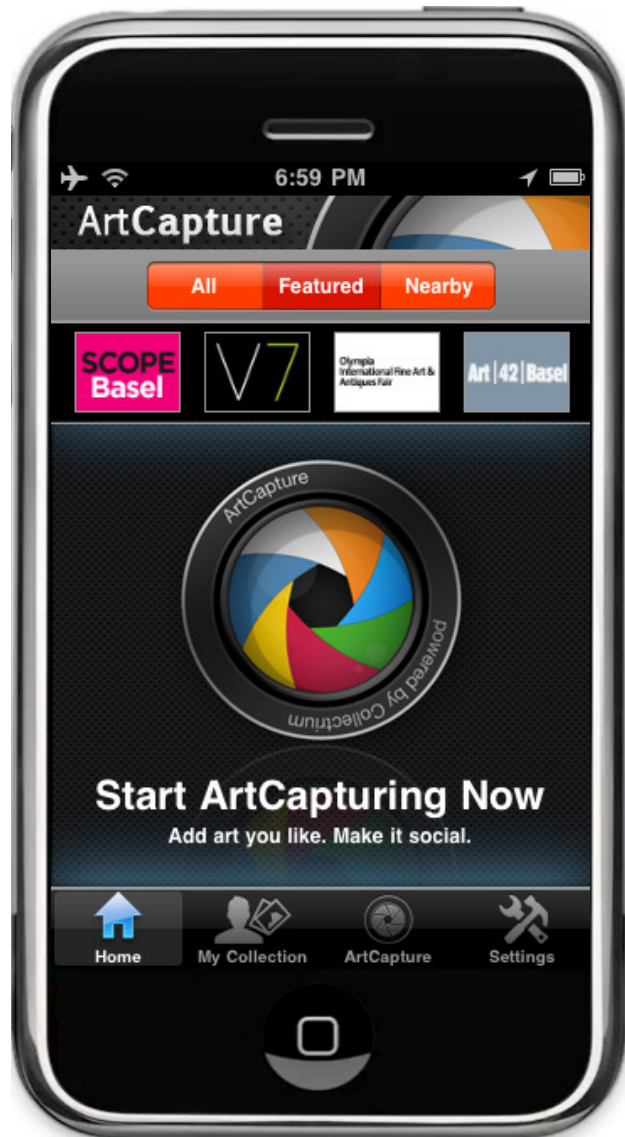 6:59 PM
ArtCapture
All Featured Nearby
SCOPE
Basel
V7
Olympia
International Fine Art &
Antiques Fair
Art|42|Basel
ArtCapture
powered by Collectrium
Start ArtCapturing Now
Add art you like. Make it social.
Home My Collection ArtCapture Settings